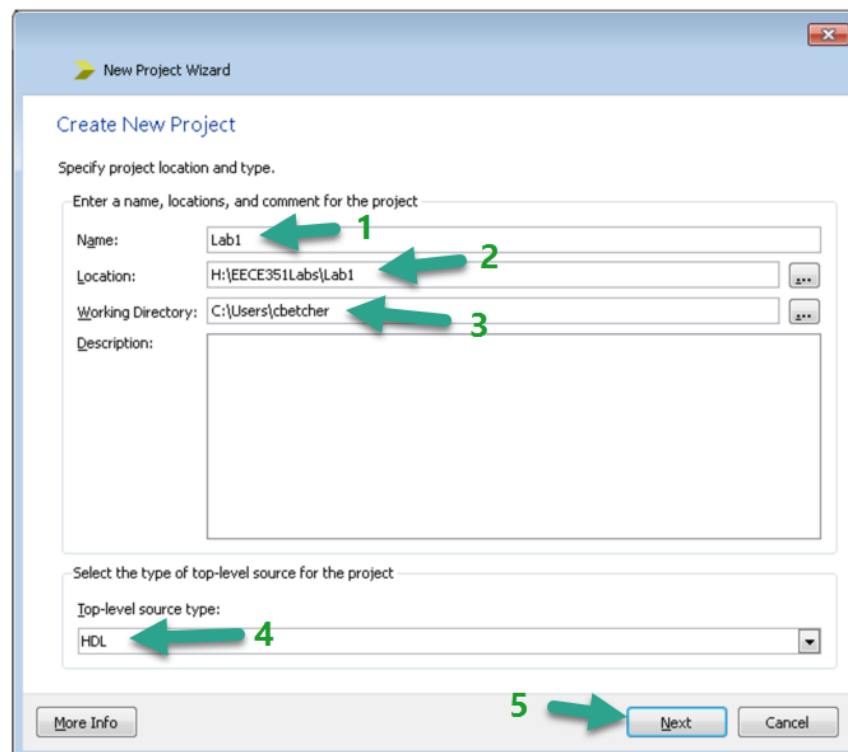 New Project Wizard
Create New Project
Specify project location and type.
Enter a name, locations, and comment for the project
Name: Lab1 1
Location: H:\EECE351Labs\Lab1 ... 2
Working Directory: C:\Users\cbetcher ... 3
Description:
Select the type of top-level source for the project
Top-level source type:
HDL 4
5
More Info Next Cancel